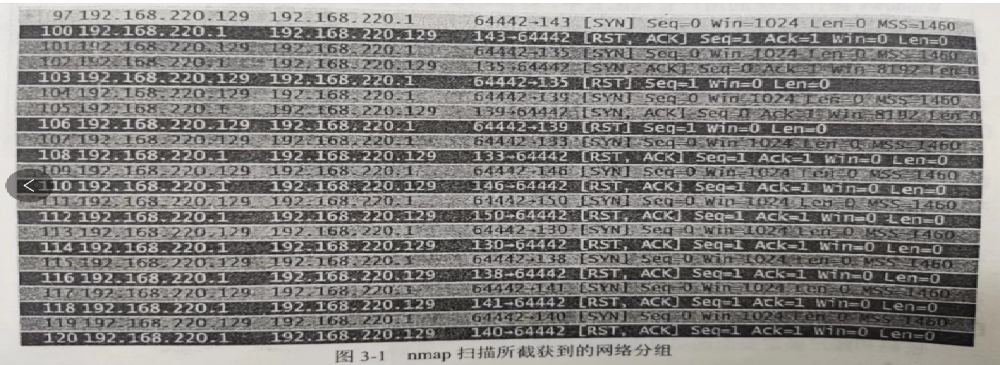 97 192.168.220.129 192.168.220.1 64442→143 [SYN] Seq=0 Win=1024 Len=0 MSS=1460
100 192.168.220.1 192.168.220.129 143→64442 [RST, ACK] Seq=1 Ack=1 Win=0 Len=0
101 192.168.220.129 192.168.220.1 64442→135 [SYN] Seq=0 Win=1024 Len=0 MSS=1460
102 192.168.220.1 192.168.220.129 135→64442 [SYN, ACK] Seq=0 Ack=1 Win=8192 Len=0
103 192.168.220.129 192.168.220.1 64442→135 [RST] Seq=1 Win=0 Len=0
104 192.168.220.129 192.168.220.1 64442→139 [SYN] Seq=0 Win=1024 Len=0 MSS=1460
105 192.168.220.1 192.168.220.129 139→64442 [SYN, ACK] Seq=0 Ack=1 Win=8192 Len=0
106 192.168.220.129 192.168.220.1 64442→139 [RST] Seq=1 Win=0 Len=0
107 192.168.220.129 192.168.220.1 64442→133 [SYN] Seq=0 Win=1024 Len=0 MSS=1460
108 192.168.220.1 192.168.220.129 133→64442 [RST, ACK] Seq=1 Ack=1 Win=0 Len=0
109 192.168.220.129 192.168.220.1 64442→146 [SYN] Seq=0 Win=1024 Len=0 MSS=1460
110 192.168.220.1 192.168.220.129 146→64442 [RST, ACK] Seq=1 Ack=1 Win=0 Len=0
111 192.168.220.129 192.168.220.1 64442→150 [SYN] Seq=0 Win=1024 Len=0 MSS=1460
112 192.168.220.1 192.168.220.129 150→64442 [RST, ACK] Seq=1 Ack=1 Win=0 Len=0
113 192.168.220.129 192.168.220.1 64442→130 [SYN] Seq=0 Win=1024 Len=0 MSS=1460
114 192.168.220.1 192.168.220.129 130→64442 [RST, ACK] Seq=1 Ack=1 Win=0 Len=0
115 192.168.220.129 192.168.220.1 64442→138 [SYN] Seq=0 Win=1024 Len=0 MSS=1460
116 192.168.220.1 192.168.220.129 138→64442 [RST, ACK] Seq=1 Ack=1 Win=0 Len=0
117 192.168.220.129 192.168.220.1 64442→141 [SYN] Seq=0 Win=1024 Len=0 MSS=1460
118 192.168.220.1 192.168.220.129 141→64442 [RST, ACK] Seq=1 Ack=1 Win=0 Len=0
119 192.168.220.129 192.168.220.1 64442→140 [SYN] Seq=0 Win=1024 Len=0 MSS=1460
120 192.168.220.1 192.168.220.129 140→64442 [RST, ACK] Seq=1 Ack=1 Win=0 Len=0
图 3-1 nmap 扫描所截获到的网络分组